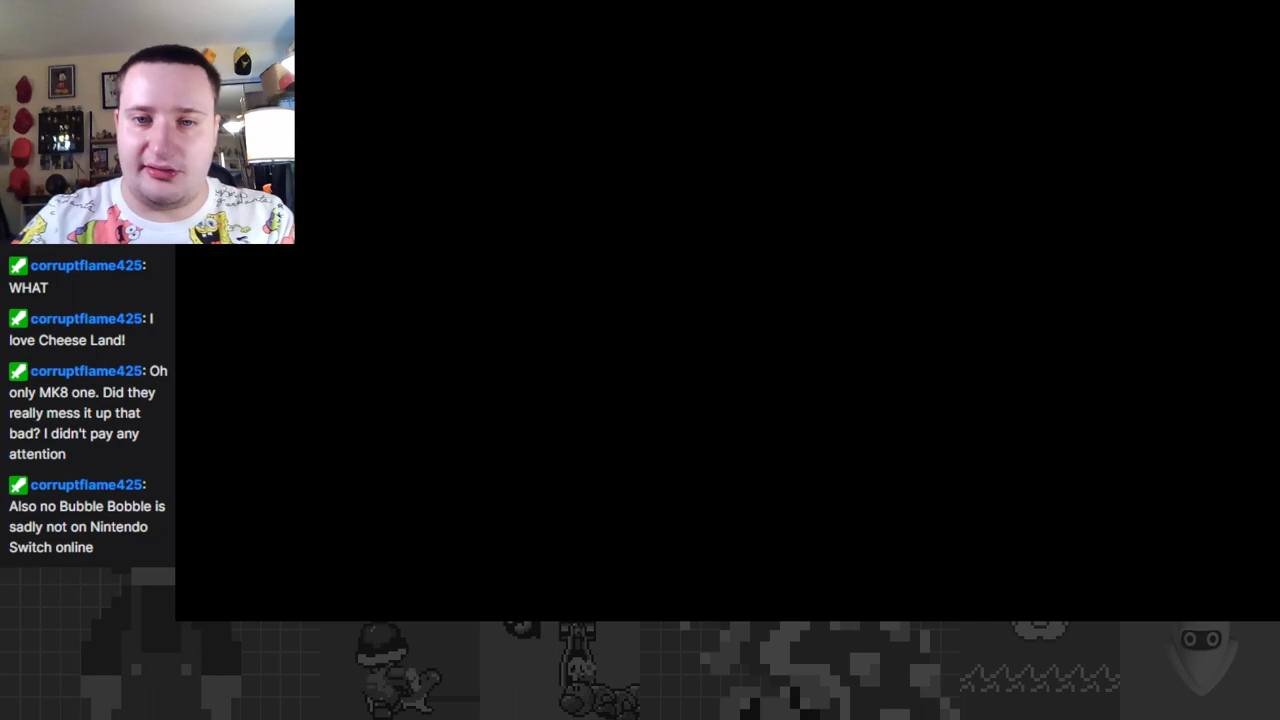 corruptflame425:
WHAT
corruptflame425: I
love Cheese Land!
corruptflame425: Oh
only MK8 one. Did they
really mess it up that
bad? I didn't pay any
attention
corruptflame425:
Also no Bubble Bobble is
sadly not on Nintendo
Switch online